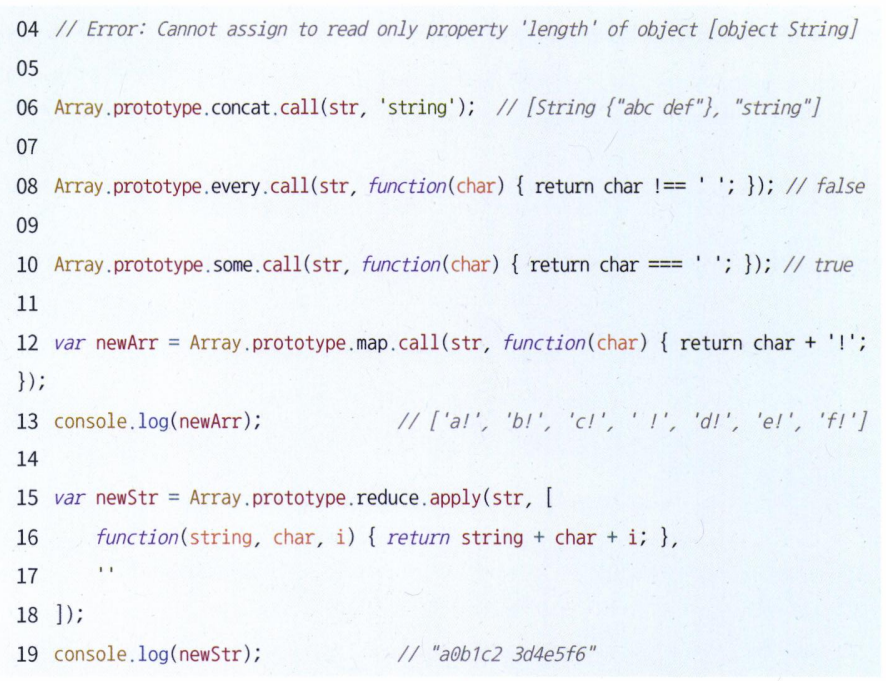 04 // Error: Cannot assign to read only property 'length' of object [object String]
05
06 Array.prototype.concat.call(str, 'string'); // [String {"abc def"}, "string"]
07
08 Array.prototype.every.call(str, function(char) { return char !== ' '; }); // false
09
10 Array.prototype.some.call(str, function(char) { return char === ' '; }); // true
11
12 var newArr = Array.prototype.map.call(str, function(char) { return char + '!';
});
13 console.log(newArr); // ['a!', 'b!', 'c!', ' !', 'd!', 'e!', 'f!']
14
15 var newStr = Array.prototype.reduce.apply(str, [
16 function(string, char, i) { return string + char + i; },
17 ''
18 ]);
19 console.log(newStr); // "a0b1c2 3d4e5f6"